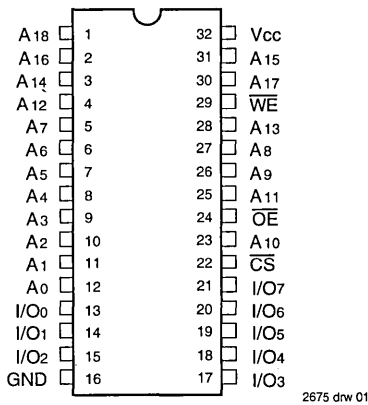 A18 1 32 Vcc
A16 2 31 A15
A14 3 30 A17
A12 4 29 WE
A7 5 28 A13
A6 6 27 A8
A5 7 26 A9
A4 8 25 A11
A3 9 24 OE
A2 10 23 A10
A1 11 22 CS
A0 12 21 I/O7
I/O0 13 20 I/O6
I/O1 14 19 I/O5
I/O2 15 18 I/O4
GND 16 17 I/O3
2675 drw 01